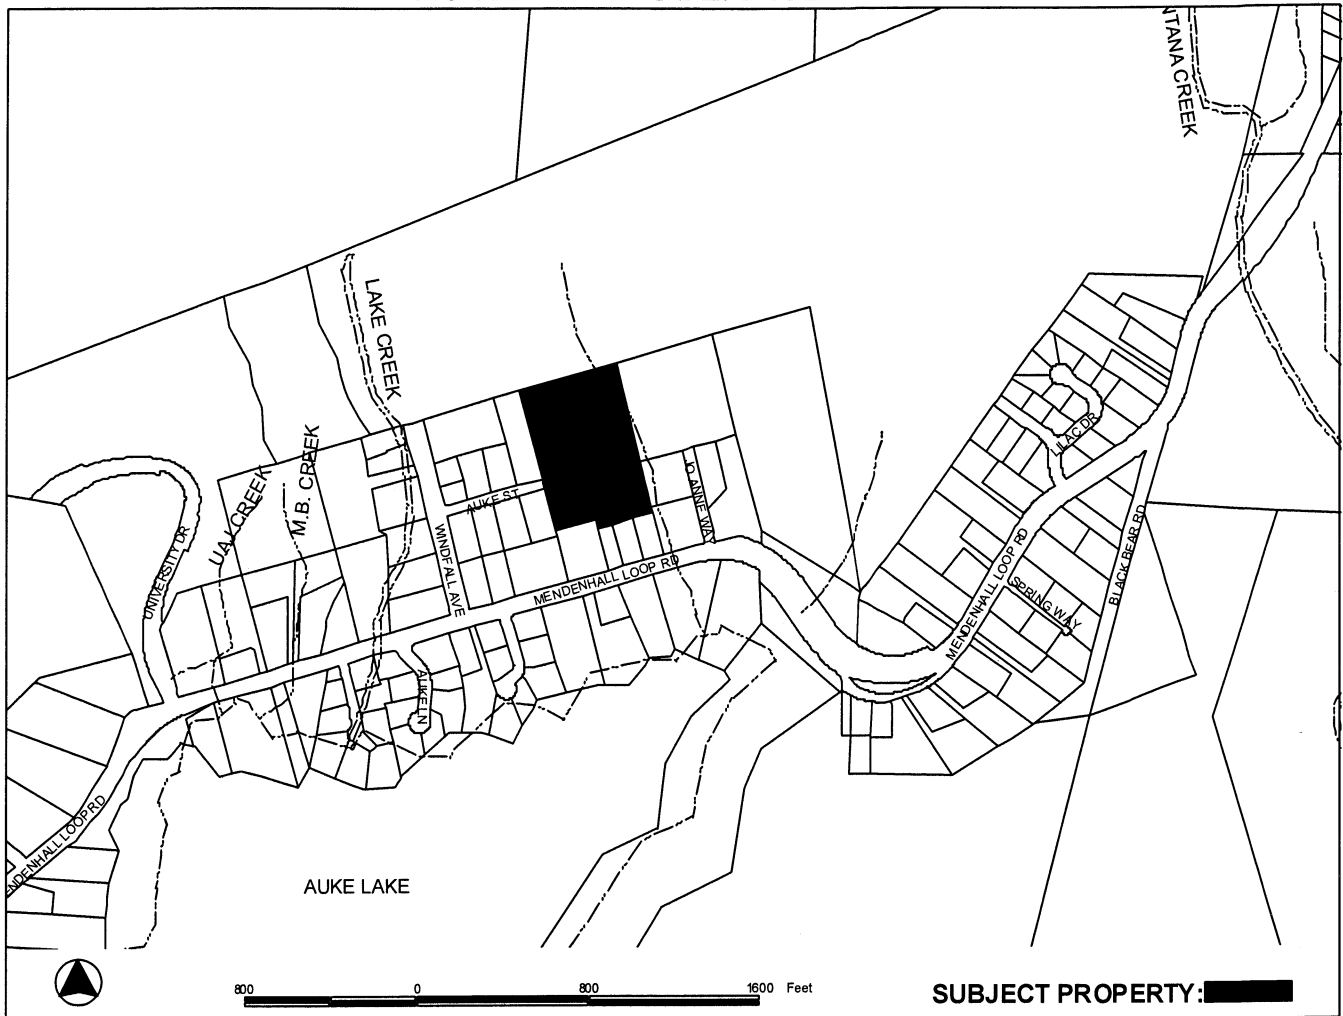 NTANA CREEK
LAKE CREEK
M.B. CREEK
UAJ CREEK
UNIVERSITY DR
WINDFALL AVE
AUKE ST
JO ANNE WAY
LILAC DR
MENDENHALL LOOP RD
MENDENHALL LOOP RD
BLACK BEAR RD
SPRING WAY
AUKE LN
ENDENHALL LOOP RD
AUKE LAKE
800 0 800 1600 Feet
SUBJECT PROPERTY: